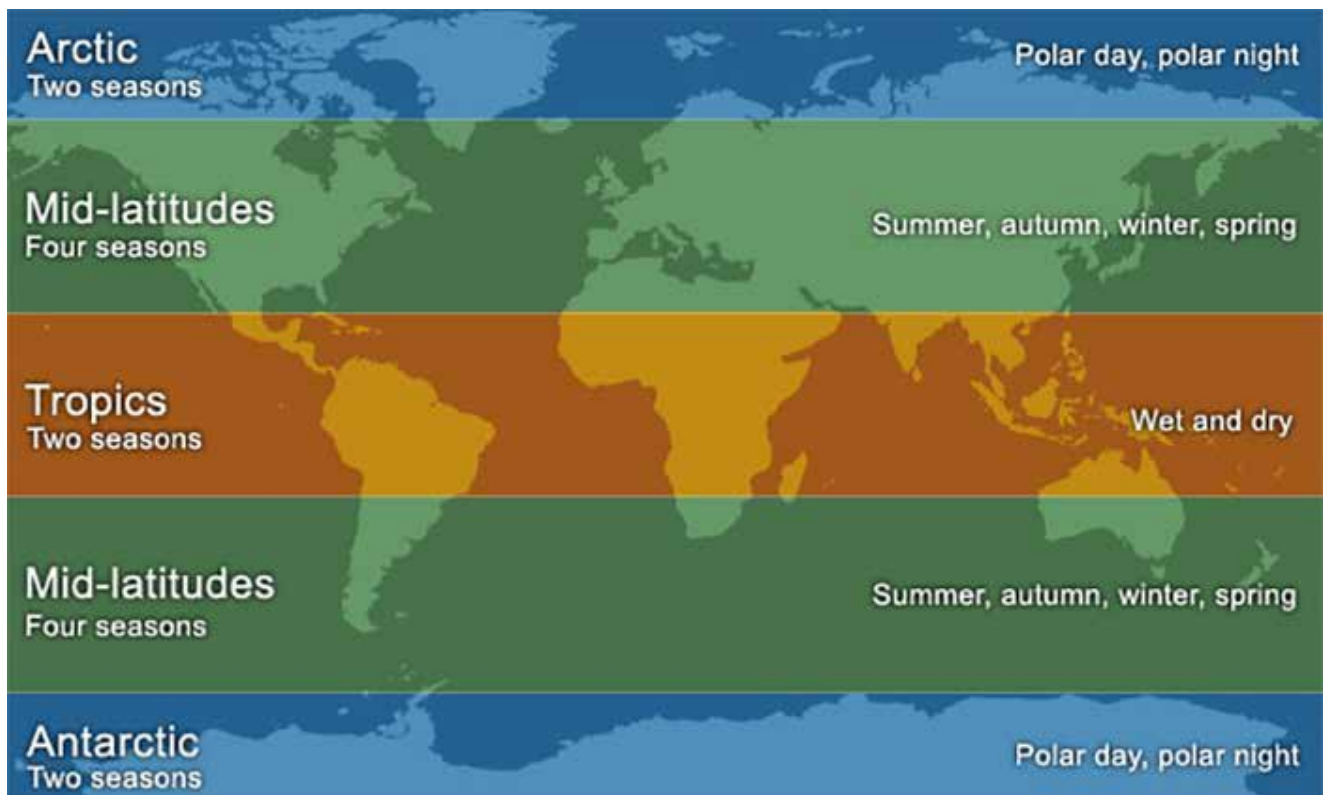 Arctic
Two seasons
Polar day, polar night
Mid-latitudes
Four seasons
Summer, autumn, winter, spring
Tropics
Two seasons
Wet and dry
Mid-latitudes
Four seasons
Summer, autumn, winter, spring
Antarctic
Two seasons
Polar day, polar night